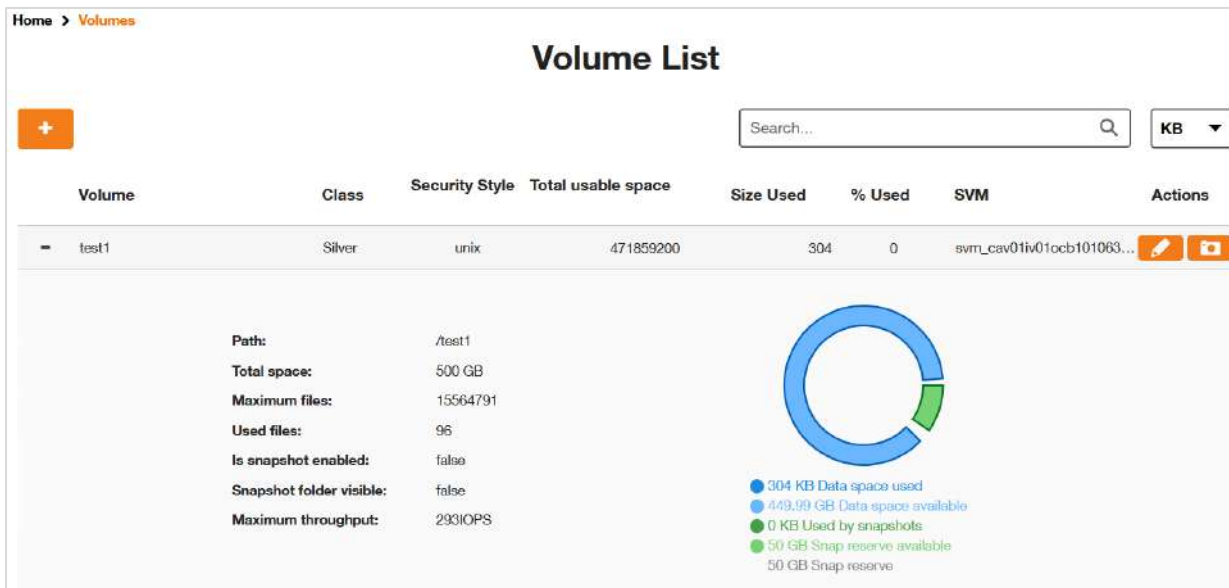 Home > Volumes
Volume List
+
Search...
KB
Volume Class Security Style Total usable space Size Used % Used SVM Actions
- test1 Silver unix 471859200 304 0 svm_cav01iv01ocb101063...
Path: /test1
Total space: 500 GB
Maximum files: 15564791
Used files: 96
Is snapshot enabled: false
Snapshot folder visible: false
Maximum throughput: 293IOPS
304 KB Data space used
449.99 GB Data space available
0 KB Used by snapshots
50 GB Snap reserve available
50 GB Snap reserve